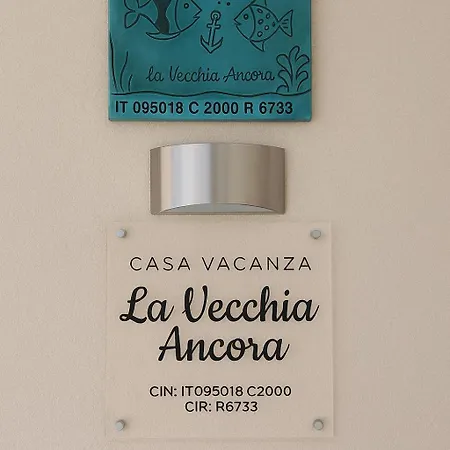 la Vecchia Ancora
IT 095018 C 2000 R 6733
CASA VACANZA
La Vecchia
Ancora
CIN: IT095018 C2000
CIR: R6733